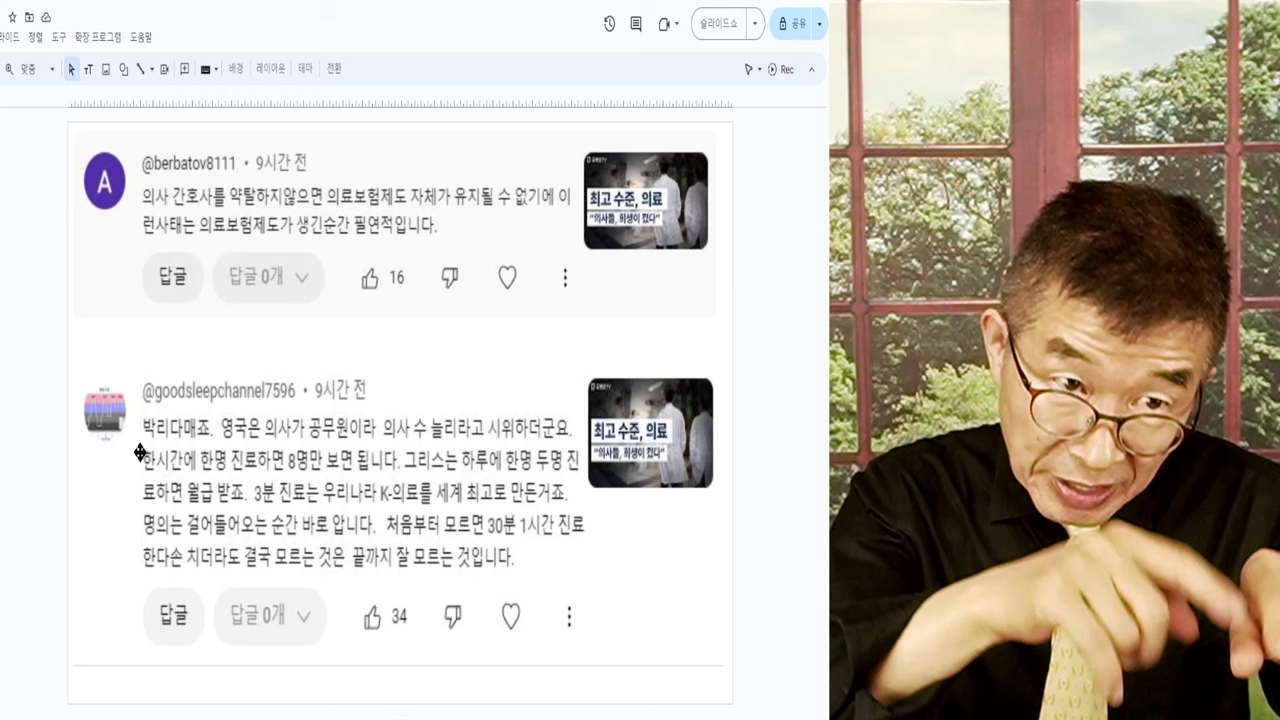 라이드 정렬 도구 확장 프로그램 도움말
슬라이드쇼
공유
맞춤
배경 레이아웃 테마 전환
Rec
A
@berbatov8111 • 9시간 전
의사 간호사를 약탈하지않으면 의료보험제도 자체가 유지될 수 없기에 이
런사태는 의료보험제도가 생긴순간 필연적입니다.
최고 수준, 의료
"의사들, 희생이 컸다"
답글
답글 0개
16
@goodsleepchannel7596 • 9시간 전
박리다매죠. 영국은 의사가 공무원이라 의사 수 늘리라고 시위하더군요.
한시간에 한명 진료하면 8명만 보면 됩니다. 그리스는 하루에 한명 두명 진
료하면 월급 받죠. 3분 진료는 우리나라 K-의료를 세계 최고로 만든거죠.
명의는 걸어들어오는 순간 바로 압니다. 처음부터 모르면 30분 1시간 진료
한다손 치더라도 결국 모르는 것은 끝까지 잘 모르는 것입니다.
최고 수준, 의료
"의사들, 희생이 컸다"
답글
답글 0개
34